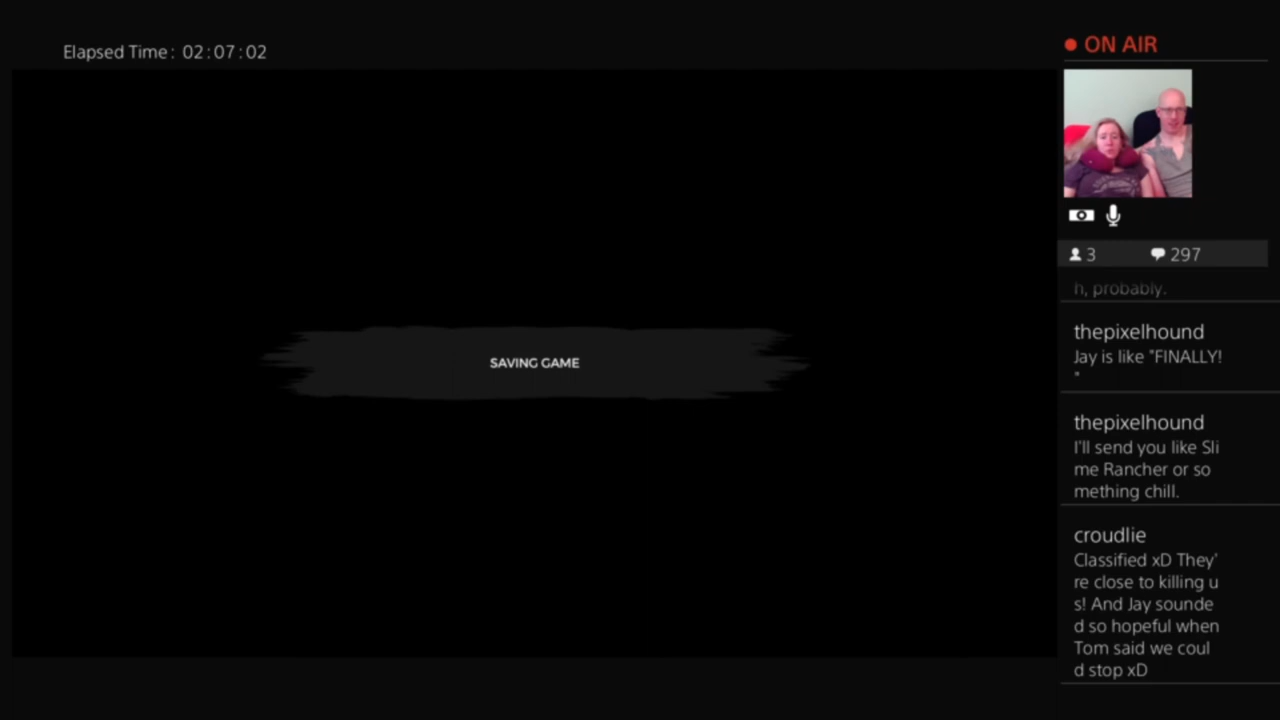 Elapsed Time: 02:07:02
ON AIR
3 297
h, probably.
thepixelhound
Jay is like "FINALLY!
"
thepixelhound
I'll send you like Sli
me Rancher or so
mething chill.
croudlie
Classified xD They'
re close to killing u
s! And Jay sounde
d so hopeful when
Tom said we coul
d stop xD
SAVING GAME